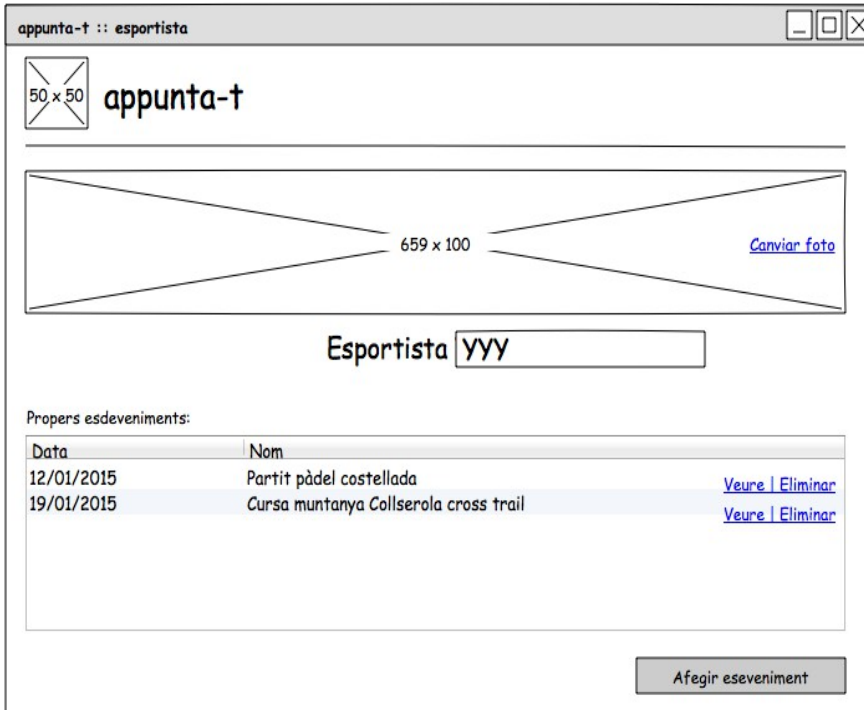 appunta-t :: esportista
50 x 50
appunta-t
659 x 100
Canviar foto
Esportista YYY
Propers esdeveniments:
Data Nom
12/01/2015 Partit pàdel costellada Veure | Eliminar
19/01/2015 Cursa muntanya Collserola cross trail Veure | Eliminar
Afegir eseveniment